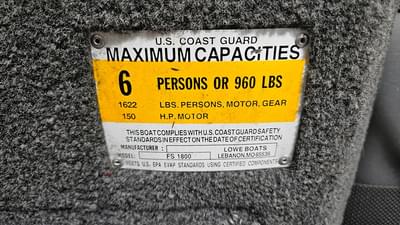 U.S. COAST GUARD
MAXIMUM CAPACITIES
6 PERSONS OR 960 LBS
1622 LBS. PERSONS, MOTOR, GEAR
150 H.P. MOTOR
THIS BOAT COMPLIES WITH U.S. COAST GUARD SAFETY
STANDARDS IN EFFECT ON THE DATE OF CERTIFICATION
MANUFACTURER : LOWE BOATS
MODEL: FS 1800 LEBANON, MO 65536
MEETS U.S. EPA EVAP STANDARDS USING CERTIFIED COMPONENTS